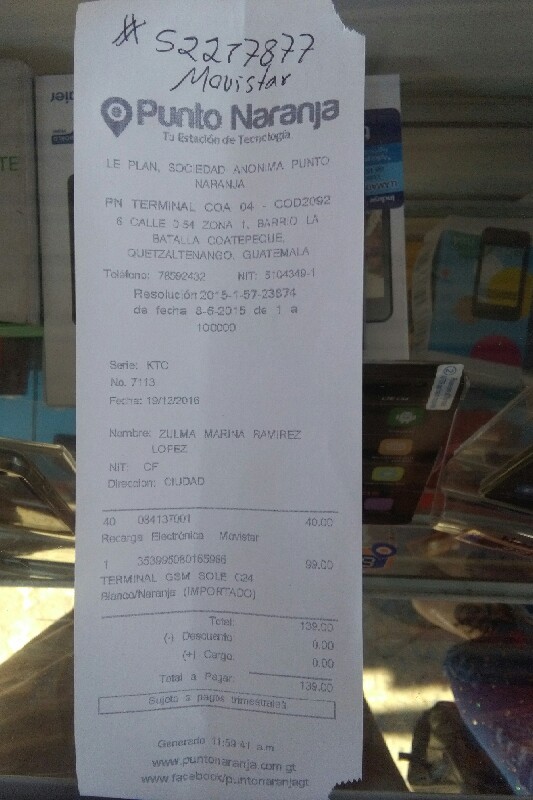 # 52277877
Movistar
Punto Naranja
Tu Estación de Tecnología
LE PLAN, SOCIEDAD ANONIMA PUNTO
NARANJA
PN TERMINAL COA 04 - COD2092
6 CALLE 0 54 ZONA 1, BARRIO LA
BATALLA COATEPEQUE,
QUETZALTENANGO, GUATEMALA
Teléfono: 78592432 NIT: 5104349-1
Resolución 2015-1-57-23874
de fecha 8-6-2015 de 1 a
100000
Serie: KTC
No. 7113
Fecha: 19/12/2016
Nombre: ZULMA MARINA RAMIREZ
LOPEZ
NIT: CF
Direccion: CIUDAD
40 084137001 40.00
Recarga Electrónica Movistar
1 353995080165966 99.00
TERMINAL GSM SOLE C24
Blanco/Naranja (IMPORTADO)
Total: 139.00
(-) Descuento: 0.00
(+) Cargo: 0.00
Total a Pagar: 139.00
Sujeto a pagos trimestrales
Generado 11:59:41 a.m
www.puntonaranja.com.gt
www.facebook/puntonaranjagt